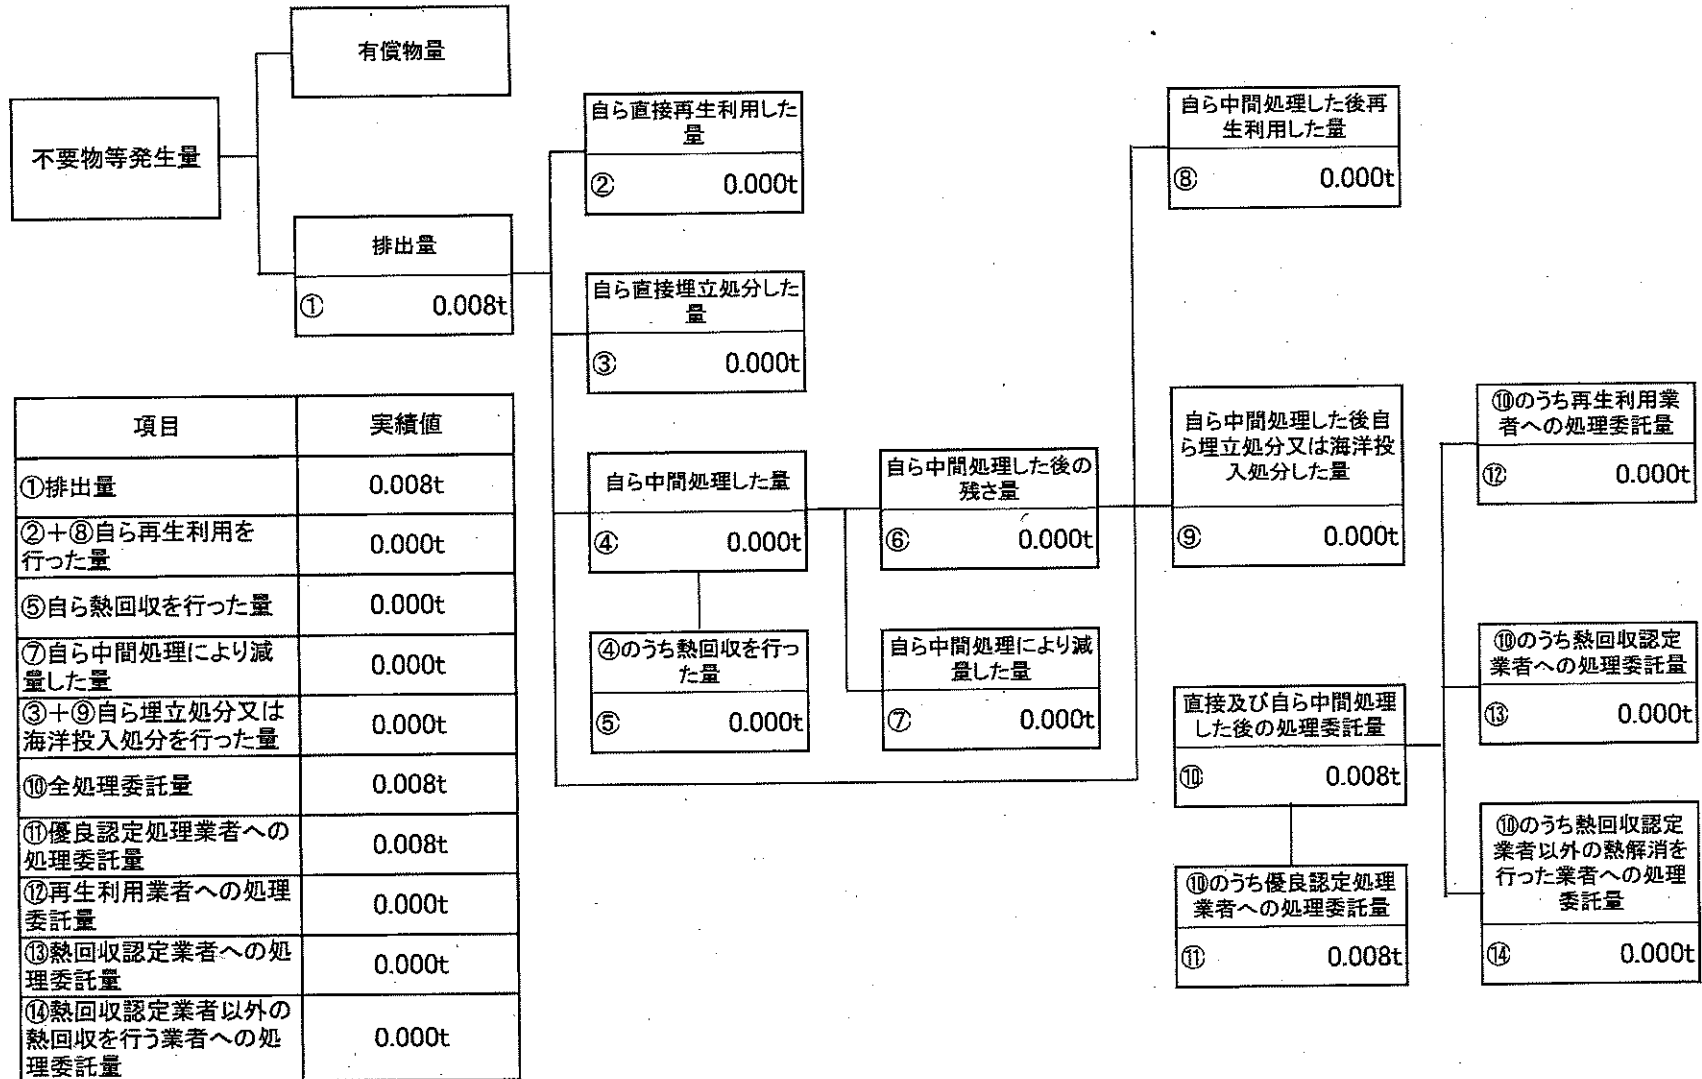 有償物量
不要物等発生量
排出量
① 0.008t
自ら直接再生利用した
量
② 0.000t
自ら直接埋立処分した
量
③ 0.000t
自ら中間処理した量
④ 0.000t
④のうち熱回収を行っ
た量
⑤ 0.000t
自ら中間処理した後の
残さ量
⑥ 0.000t
自ら中間処理により減
量した量
⑦ 0.000t
自ら中間処理した後再
生利用した量
⑧ 0.000t
自ら中間処理した後自
ら埋立処分又は海洋投
入処分した量
⑨ 0.000t
直接及び自ら中間処理
した後の処理委託量
⑩ 0.008t
⑩のうち優良認定処理
業者への処理委託量
⑪ 0.008t
⑩のうち再生利用業
者への処理委託量
⑫ 0.000t
⑩のうち熱回収認定
業者への処理委託量
⑬ 0.000t
⑩のうち熱回収認定
業者以外の熱解消を
行った業者への処理
委託量
⑭ 0.000t
項目 実績値
①排出量 0.008t
②+⑧自ら再生利用を
行った量 0.000t
⑤自ら熱回収を行った量 0.000t
⑦自ら中間処理により減
量した量 0.000t
③+⑨自ら埋立処分又は
海洋投入処分を行った量 0.000t
⑩全処理委託量 0.008t
⑪優良認定処理業者への
処理委託量 0.008t
⑫再生利用業者への処理
委託量 0.000t
⑬熱回収認定業者への処
理委託量 0.000t
⑭熱回収認定業者以外の
熱回収を行う業者への処
理委託量 0.000t